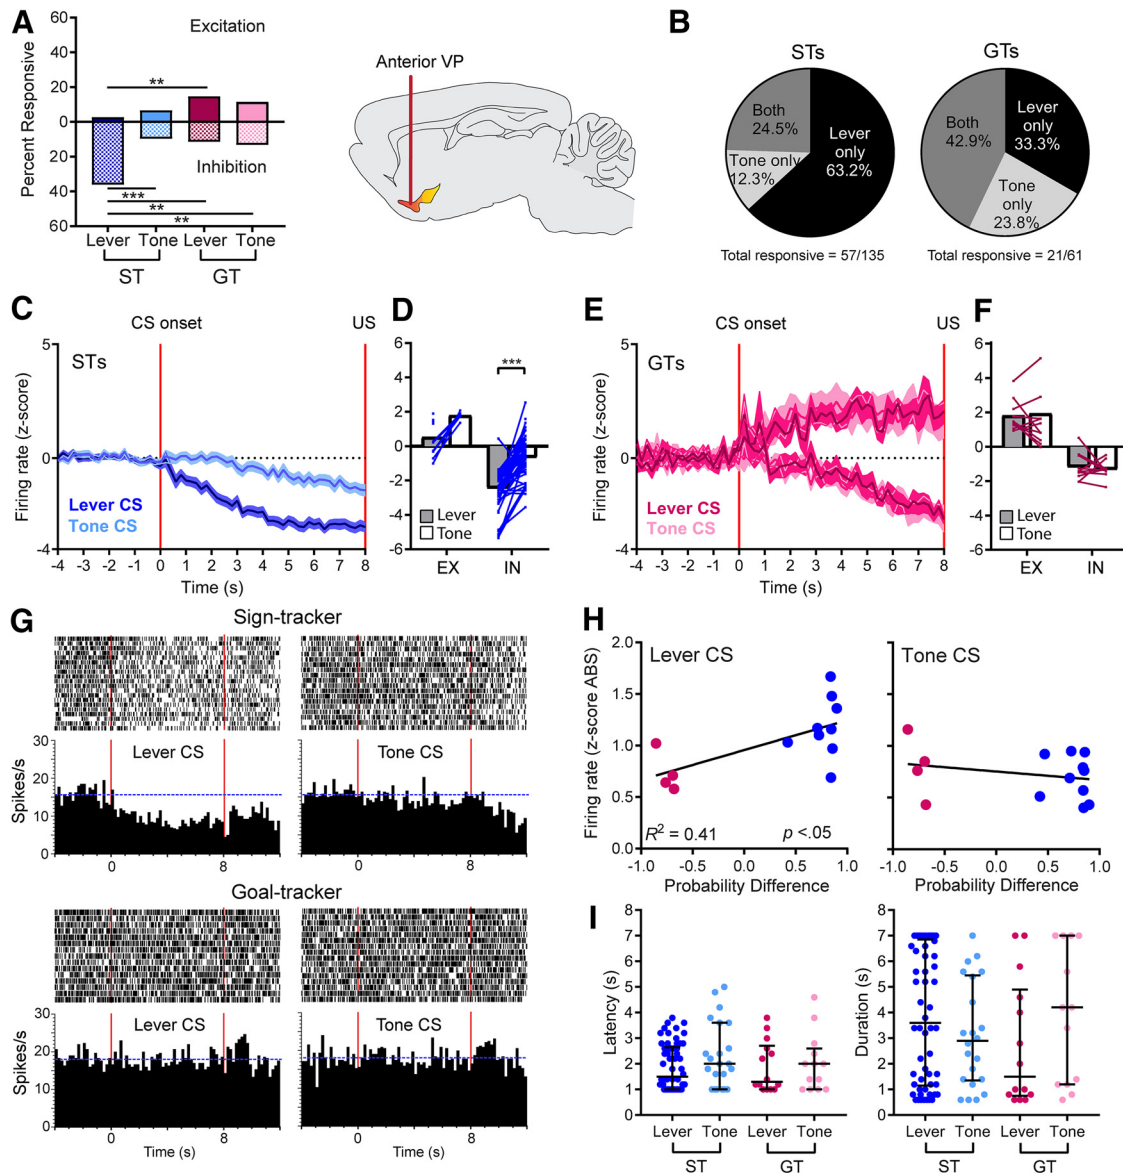 A
Percent Responsive
60
40
20
0
20
40
60
Excitation
**
Inhibition
***
**
**
Lever Tone Lever Tone
ST GT
Anterior VP
B
STs
Both
24.5%
Tone only
12.3%
Lever
only
63.2%
Total responsive = 57/135
GTs
Both
42.9%
Lever
only
33.3%
Tone
only
23.8%
Total responsive = 21/61
C
CS onset
US
STs
Firing rate (z-score)
5
0
-4
Lever CS
Tone CS
-4 -3 -2 -1 0 1 2 3 4 5 6 7 8
Time (s)
D
6
4
2
0
-2
-4
-6
***
Lever
Tone
EX IN
E
CS onset
US
GTs
Firing rate (z-score)
5
0
-4
Lever CS
Tone CS
-4 -3 -2 -1 0 1 2 3 4 5 6 7 8
Time (s)
F
6
4
2
0
-2
-4
-6
Lever
Tone
EX IN
G
Sign-tracker
Spikes/s
30
20
10
0
Lever CS
Tone CS
0 8 0 8
Goal-tracker
Spikes/s
30
20
10
0
Lever CS
Tone CS
0 8 0 8
Time (s) Time (s)
H
Firing rate (z-score ABS)
2.0
1.5
1.0
0.5
0.0
Lever CS
R² = 0.41 p <.05
-1.0 -0.5 0.0 0.5 1.0
Probability Difference
Tone CS
-1.0 -0.5 0.0 0.5 1.0
Probability Difference
I
Latency (s)
8
7
6
5
4
3
2
1
0
Lever Tone Lever Tone
ST GT
Duration (s)
8
7
6
5
4
3
2
1
0
Lever Tone Lever Tone
ST GT